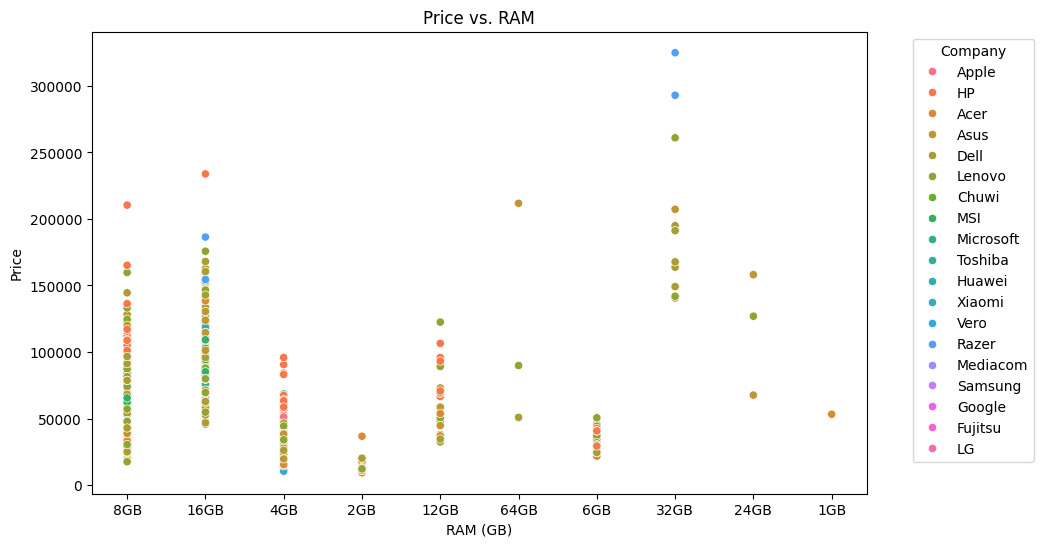 Price vs. RAM
Price
300000
250000
200000
150000
100000
50000
0
8GB 16GB 4GB 2GB 12GB 64GB 6GB 32GB 24GB 1GB
RAM (GB)
Company
Apple
HP
Acer
Asus
Dell
Lenovo
Chuwi
MSI
Microsoft
Toshiba
Huawei
Xiaomi
Vero
Razer
Mediacom
Samsung
Google
Fujitsu
LG